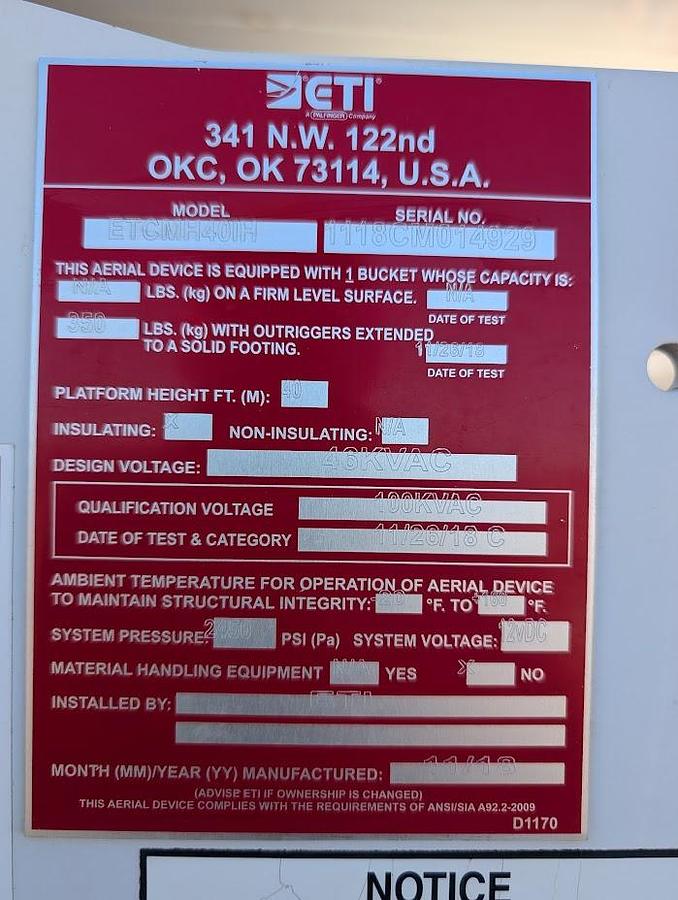 ETI
A PALFINGER Company
341 N.W. 122nd
OKC, OK 73114, U.S.A.
MODEL SERIAL NO.
ETCMH40IH 1118CM014929
THIS AERIAL DEVICE IS EQUIPPED WITH 1 BUCKET WHOSE CAPACITY IS:
N/A LBS. (kg) ON A FIRM LEVEL SURFACE. N/A
DATE OF TEST
350 LBS. (kg) WITH OUTRIGGERS EXTENDED
TO A SOLID FOOTING. 11/26/18
DATE OF TEST
PLATFORM HEIGHT FT. (M): 40
INSULATING: X NON-INSULATING: N/A
DESIGN VOLTAGE: 46KVAC
QUALIFICATION VOLTAGE 100KVAC
DATE OF TEST & CATEGORY 11/26/18 C
AMBIENT TEMPERATURE FOR OPERATION OF AERIAL DEVICE
TO MAINTAIN STRUCTURAL INTEGRITY: °F. TO °F.
SYSTEM PRESSURE: PSI (Pa) SYSTEM VOLTAGE: 12VDC
MATERIAL HANDLING EQUIPMENT N/A YES X NO
INSTALLED BY: ETI
MONTH (MM)/YEAR (YY) MANUFACTURED: 11/18
(ADVISE ETI IF OWNERSHIP IS CHANGED)
THIS AERIAL DEVICE COMPLIES WITH THE REQUIREMENTS OF ANSI/SIA A92.2-2009
D1170
NOTICE